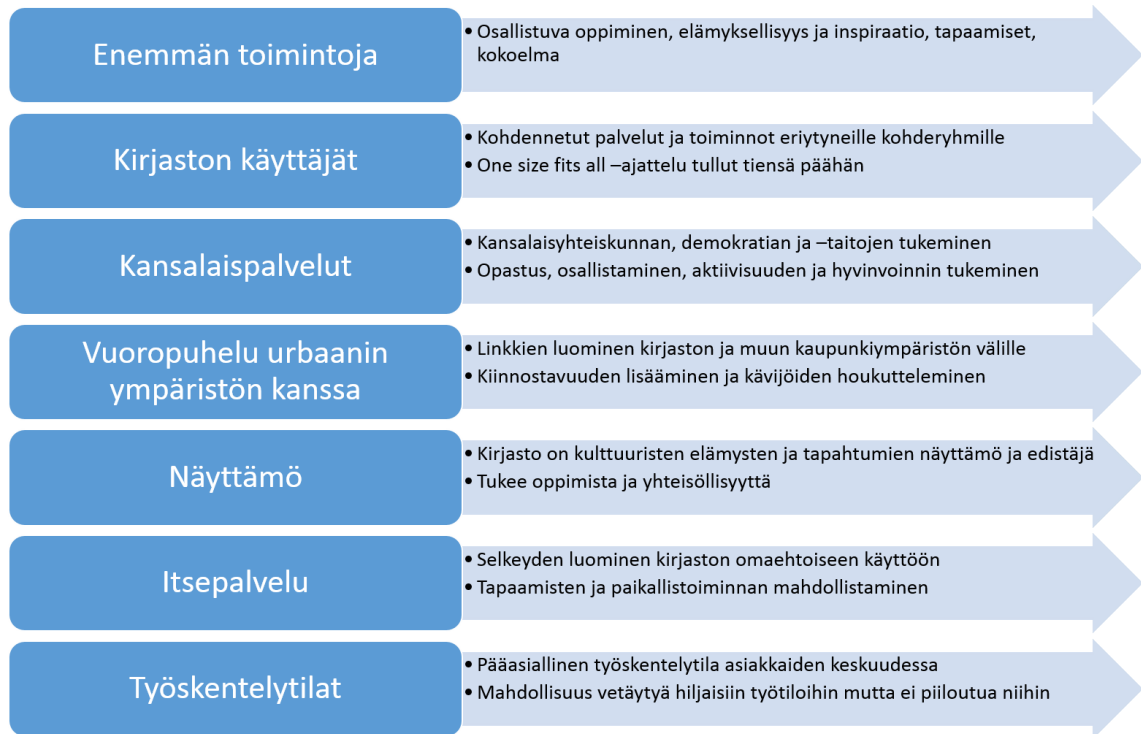 Enemmän toimintoja
• Osallistuva oppiminen, elämyksellisyys ja inspiraatio, tapaamiset,
kokoelma
Kirjaston käyttäjät
• Kohdennetut palvelut ja toiminnot eriytyneille kohderyhmille
• One size fits all –ajattelu tullut tiensä päähän
Kansalaispalvelut
• Kansalaisyhteiskunnan, demokratian ja –taitojen tukeminen
• Opastus, osallistaminen, aktiivisuuden ja hyvinvoinnin tukeminen
Vuoropuhelu urbaanin
ympäristön kanssa
• Linkkien luominen kirjaston ja muun kaupunkiympäristön välille
• Kiinnostavuuden lisääminen ja kävijöiden houkutteleminen
Näyttämö
• Kirjasto on kulttuuristen elämysten ja tapahtumien näyttämö ja edistäjä
• Tukee oppimista ja yhteisöllisyyttä
Itsepalvelu
• Selkeyden luominen kirjaston omaehtoiseen käyttöön
• Tapaamisten ja paikallistoiminnan mahdollistaminen
Työskentelytilat
• Pääasiallinen työskentelytila asiakkaiden keskuudessa
• Mahdollisuus vetäytyä hiljaisiin työtiloihin mutta ei piiloutua niihin